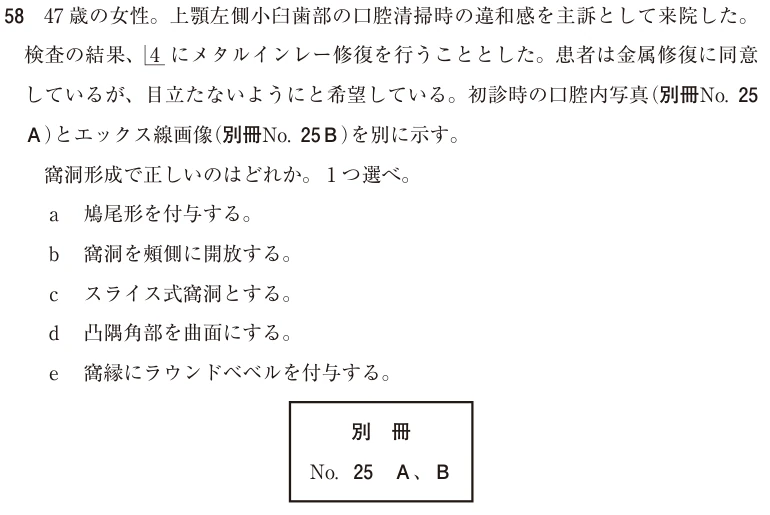 58 47歳の女性。上顎左側小臼歯部の口腔清掃時の違和感を主訴として来院した。
検査の結果、⎣4 にメタルインレー修復を行うこととした。患者は金属修復に同意
しているが、目立たないようにと希望している。初診時の口腔内写真(別冊No. 25
A)とエックス線画像(別冊No. 25 B)を別に示す。
窩洞形成で正しいのはどれか。1つ選べ。
a 鳩尾形を付与する。
b 窩洞を頰側に開放する。
c スライス式窩洞とする。
d 凸隅角部を曲面にする。
e 窩縁にラウンドベベルを付与する。
別 冊
No. 25 A、B